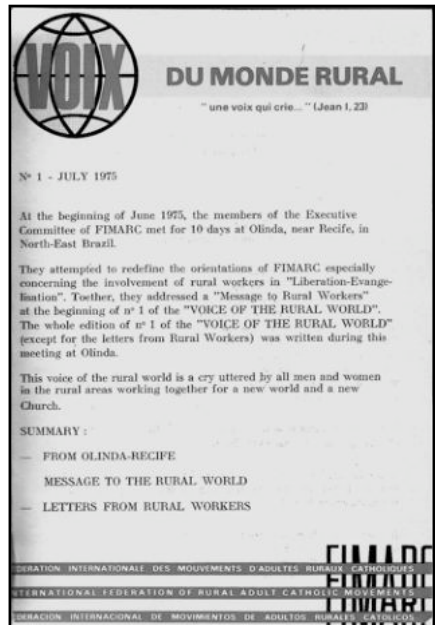 VOIX
DU MONDE RURAL
" une voix qui crie... " (Jean I, 23)
Nº 1 - JULY 1975
At the beginning of June 1975, the members of the Executive
Committee of FIMARC met for 10 days at Olinda, near Recife, in
North-East Brazil.
They attempted to redefine the orientations of FIMARC especially
concerning the involvement of rural workers in "Liberation-Evange-
lisation". Toether, they addressed a "Message to Rural Workers"
at the beginning of nº 1 of the "VOICE OF THE RURAL WORLD".
The whole edition of nº 1 of the "VOICE OF THE RURAL WORLD"
(except for the letters from Rural Workers) was written during this
meeting at Olinda.
This voice of the rural world is a cry uttered by all men and women
in the rural areas working together for a new world and a new
Church.
SUMMARY :
— FROM OLINDA-RECIFE
MESSAGE TO THE RURAL WORLD
— LETTERS FROM RURAL WORKERS
FIMARC
DERATION INTERNATIONALE DES MOUVEMENTS D'ADULTES RURAUX CATHOLIQUES
NTERNATIONAL FEDERATION OF RURAL ADULT CATHOLIC MOVEMENTS
FIMARC
DERACIÓN INTERNACIONAL DE MOVIMIENTOS DE ADULTOS RURALES CATOLICOS